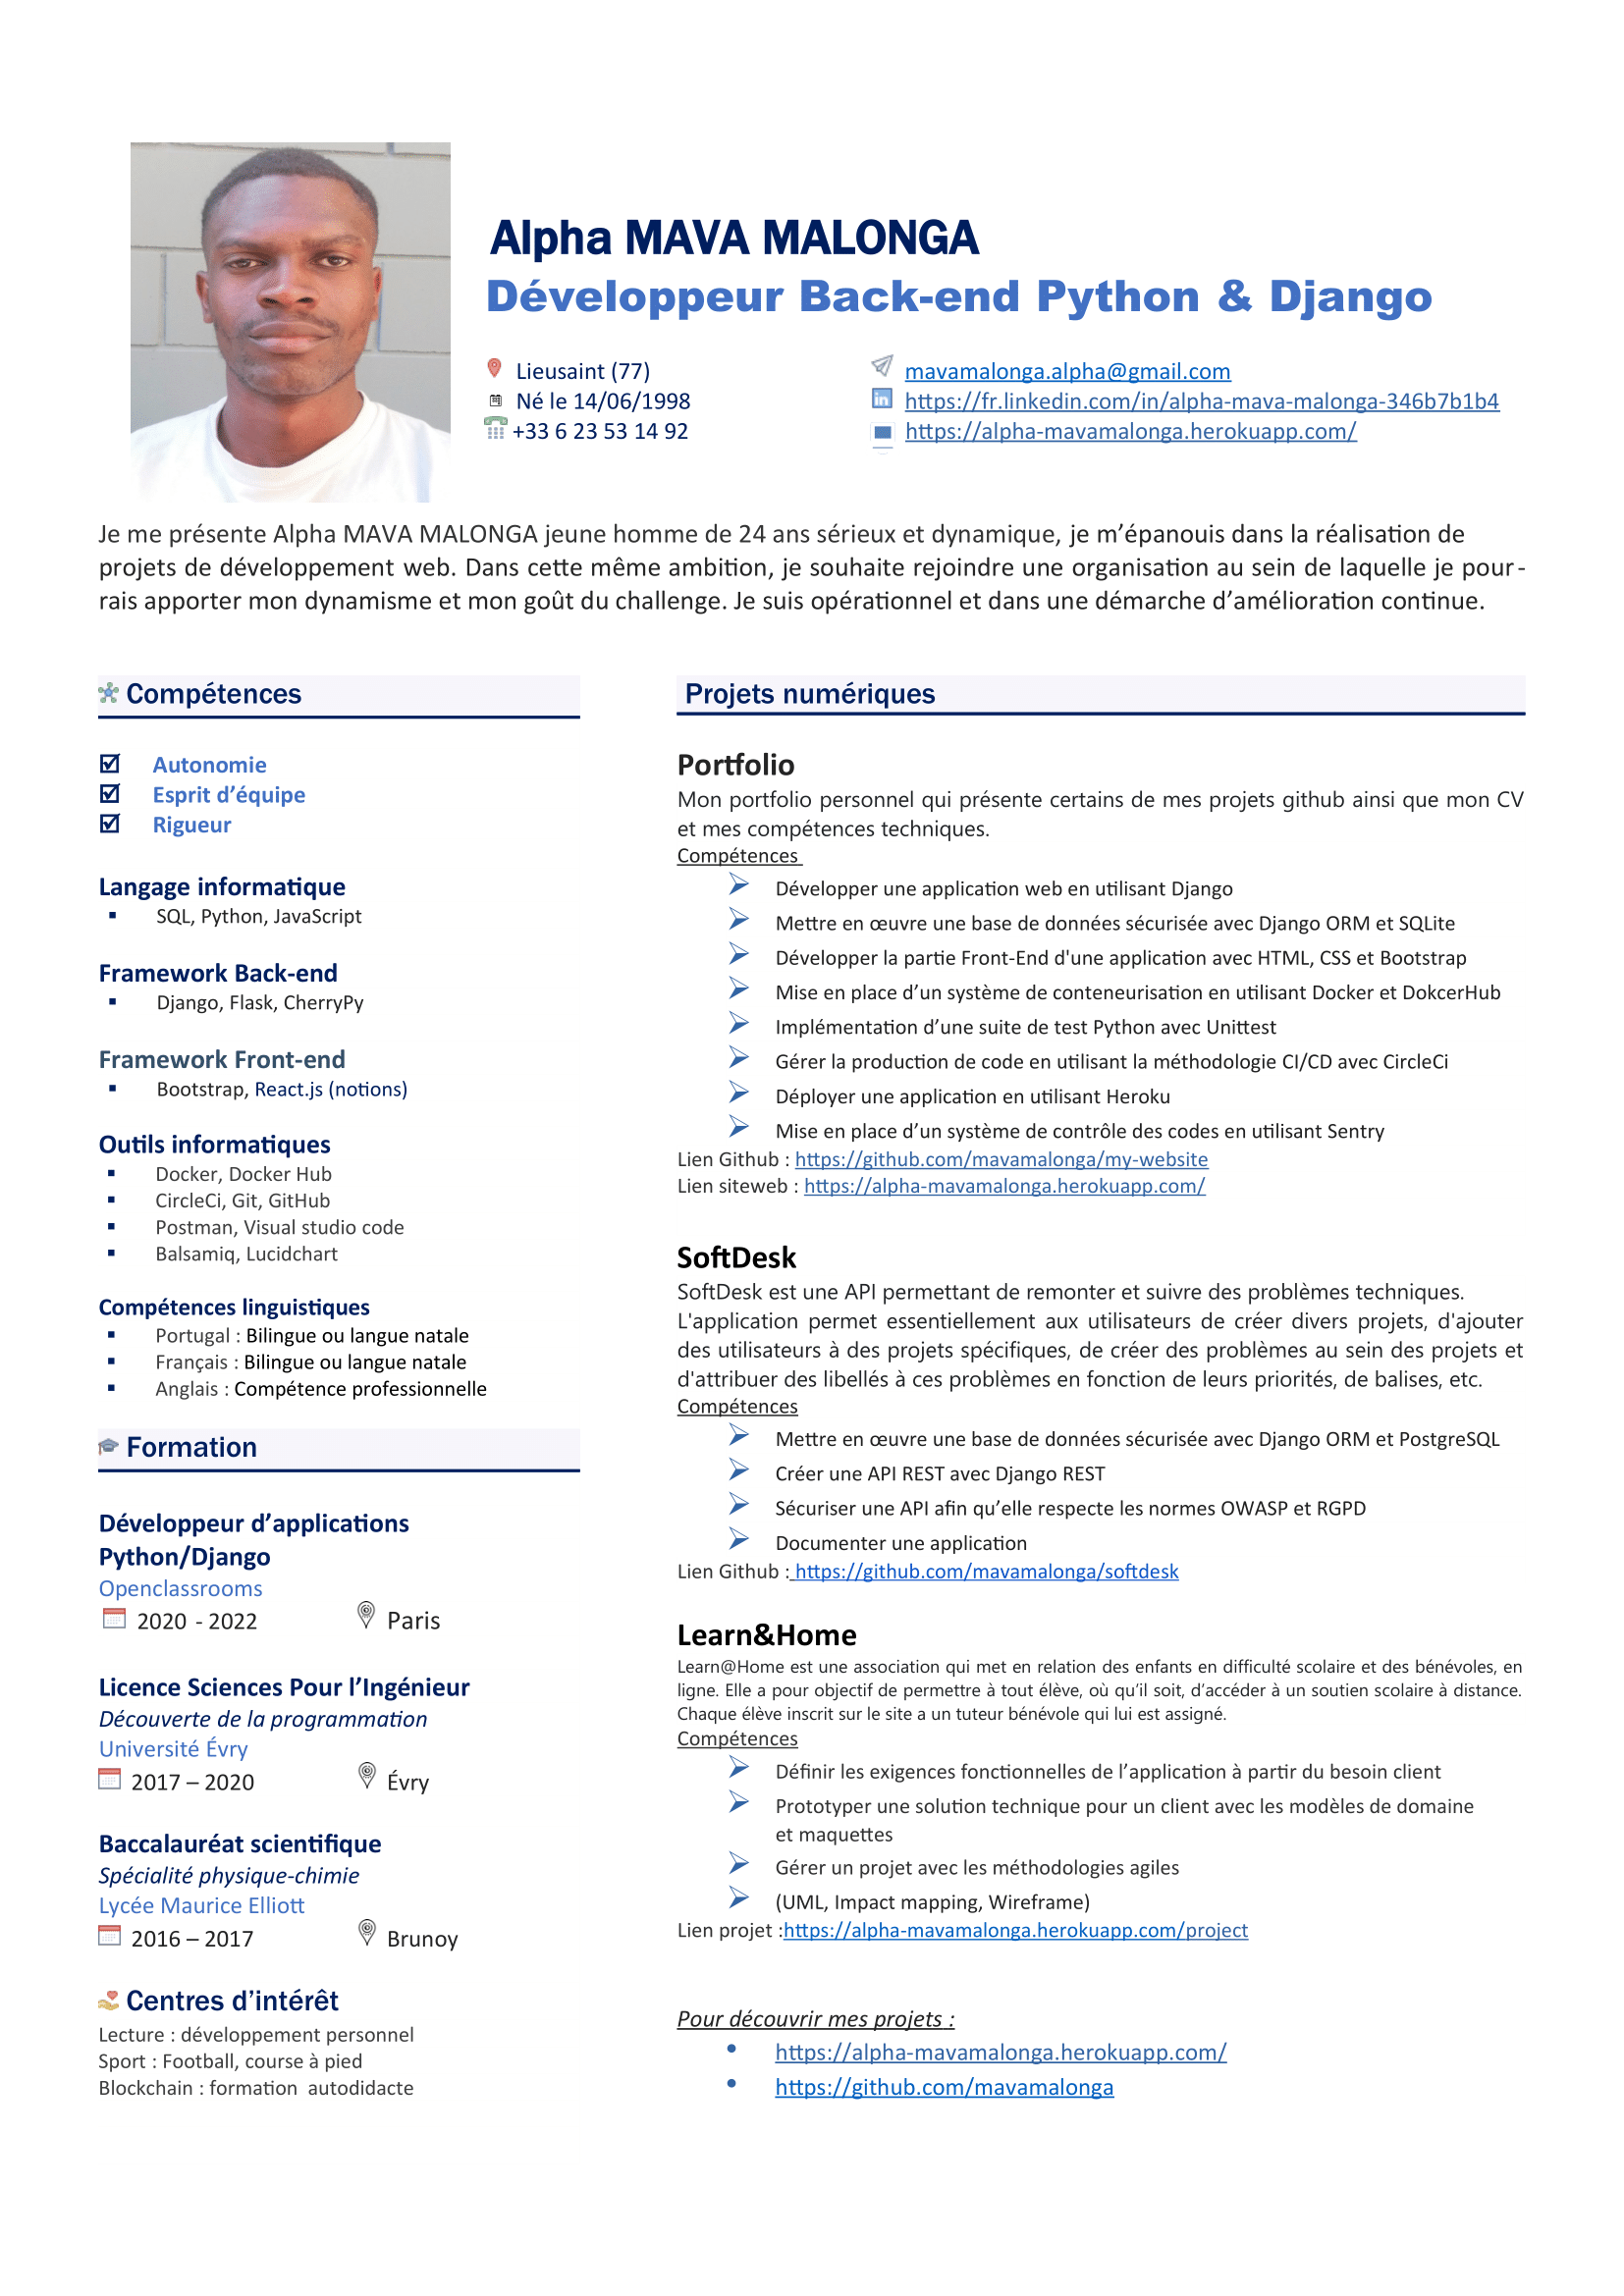 Alpha MAVA MALONGA
Développeur Back-end Python & Django
Lieusaint (77)
Né le 14/06/1998
+33 6 23 53 14 92
mavamalonga.alpha@gmail.com
https://fr.linkedin.com/in/alpha-mava-malonga-346b7b1b4
https://alpha-mavamalonga.herokuapp.com/
Je me présente Alpha MAVA MALONGA jeune homme de 24 ans sérieux et dynamique, je m’épanouis dans la réalisation de
projets de développement web. Dans cette même ambition, je souhaite rejoindre une organisation au sein de laquelle je pour-
rais apporter mon dynamisme et mon goût du challenge. Je suis opérationnel et dans une démarche d’amélioration continue.
Compétences
Autonomie
Esprit d’équipe
Rigueur
Langage informatique
SQL, Python, JavaScript
Framework Back-end
Django, Flask, CherryPy
Framework Front-end
Bootstrap, React.js (notions)
Outils informatiques
Docker, Docker Hub
CircleCi, Git, GitHub
Postman, Visual studio code
Balsamiq, Lucidchart
Compétences linguistiques
Portugal : Bilingue ou langue natale
Français : Bilingue ou langue natale
Anglais : Compétence professionnelle
Formation
Développeur d’applications
Python/Django
Openclassrooms
2020 - 2022 Paris
Licence Sciences Pour l’Ingénieur
Découverte de la programmation
Université Évry
2017 – 2020 Évry
Baccalauréat scientifique
Spécialité physique-chimie
Lycée Maurice Elliott
2016 – 2017 Brunoy
Centres d’intérêt
Lecture : développement personnel
Sport : Football, course à pied
Blockchain : formation autodidacte
Projets numériques
Portfolio
Mon portfolio personnel qui présente certains de mes projets github ainsi que mon CV
et mes compétences techniques.
Compétences
Développer une application web en utilisant Django
Mettre en œuvre une base de données sécurisée avec Django ORM et SQLite
Développer la partie Front-End d'une application avec HTML, CSS et Bootstrap
Mise en place d’un système de conteneurisation en utilisant Docker et DokcerHub
Implémentation d’une suite de test Python avec Unittest
Gérer la production de code en utilisant la méthodologie CI/CD avec CircleCi
Déployer une application en utilisant Heroku
Mise en place d’un système de contrôle des codes en utilisant Sentry
Lien Github : https://github.com/mavamalonga/my-website
Lien siteweb : https://alpha-mavamalonga.herokuapp.com/
SoftDesk
SoftDesk est une API permettant de remonter et suivre des problèmes techniques.
L'application permet essentiellement aux utilisateurs de créer divers projets, d'ajouter
des utilisateurs à des projets spécifiques, de créer des problèmes au sein des projets et
d'attribuer des libellés à ces problèmes en fonction de leurs priorités, de balises, etc.
Compétences
Mettre en œuvre une base de données sécurisée avec Django ORM et PostgreSQL
Créer une API REST avec Django REST
Sécuriser une API afin qu’elle respecte les normes OWASP et RGPD
Documenter une application
Lien Github : https://github.com/mavamalonga/softdesk
Learn&Home
Learn@Home est une association qui met en relation des enfants en difficulté scolaire et des bénévoles, en
ligne. Elle a pour objectif de permettre à tout élève, où qu’il soit, d’accéder à un soutien scolaire à distance.
Chaque élève inscrit sur le site a un tuteur bénévole qui lui est assigné.
Compétences
Définir les exigences fonctionnelles de l’application à partir du besoin client
Prototyper une solution technique pour un client avec les modèles de domaine
et maquettes
Gérer un projet avec les méthodologies agiles
(UML, Impact mapping, Wireframe)
Lien projet :https://alpha-mavamalonga.herokuapp.com/project
Pour découvrir mes projets :
https://alpha-mavamalonga.herokuapp.com/
https://github.com/mavamalonga